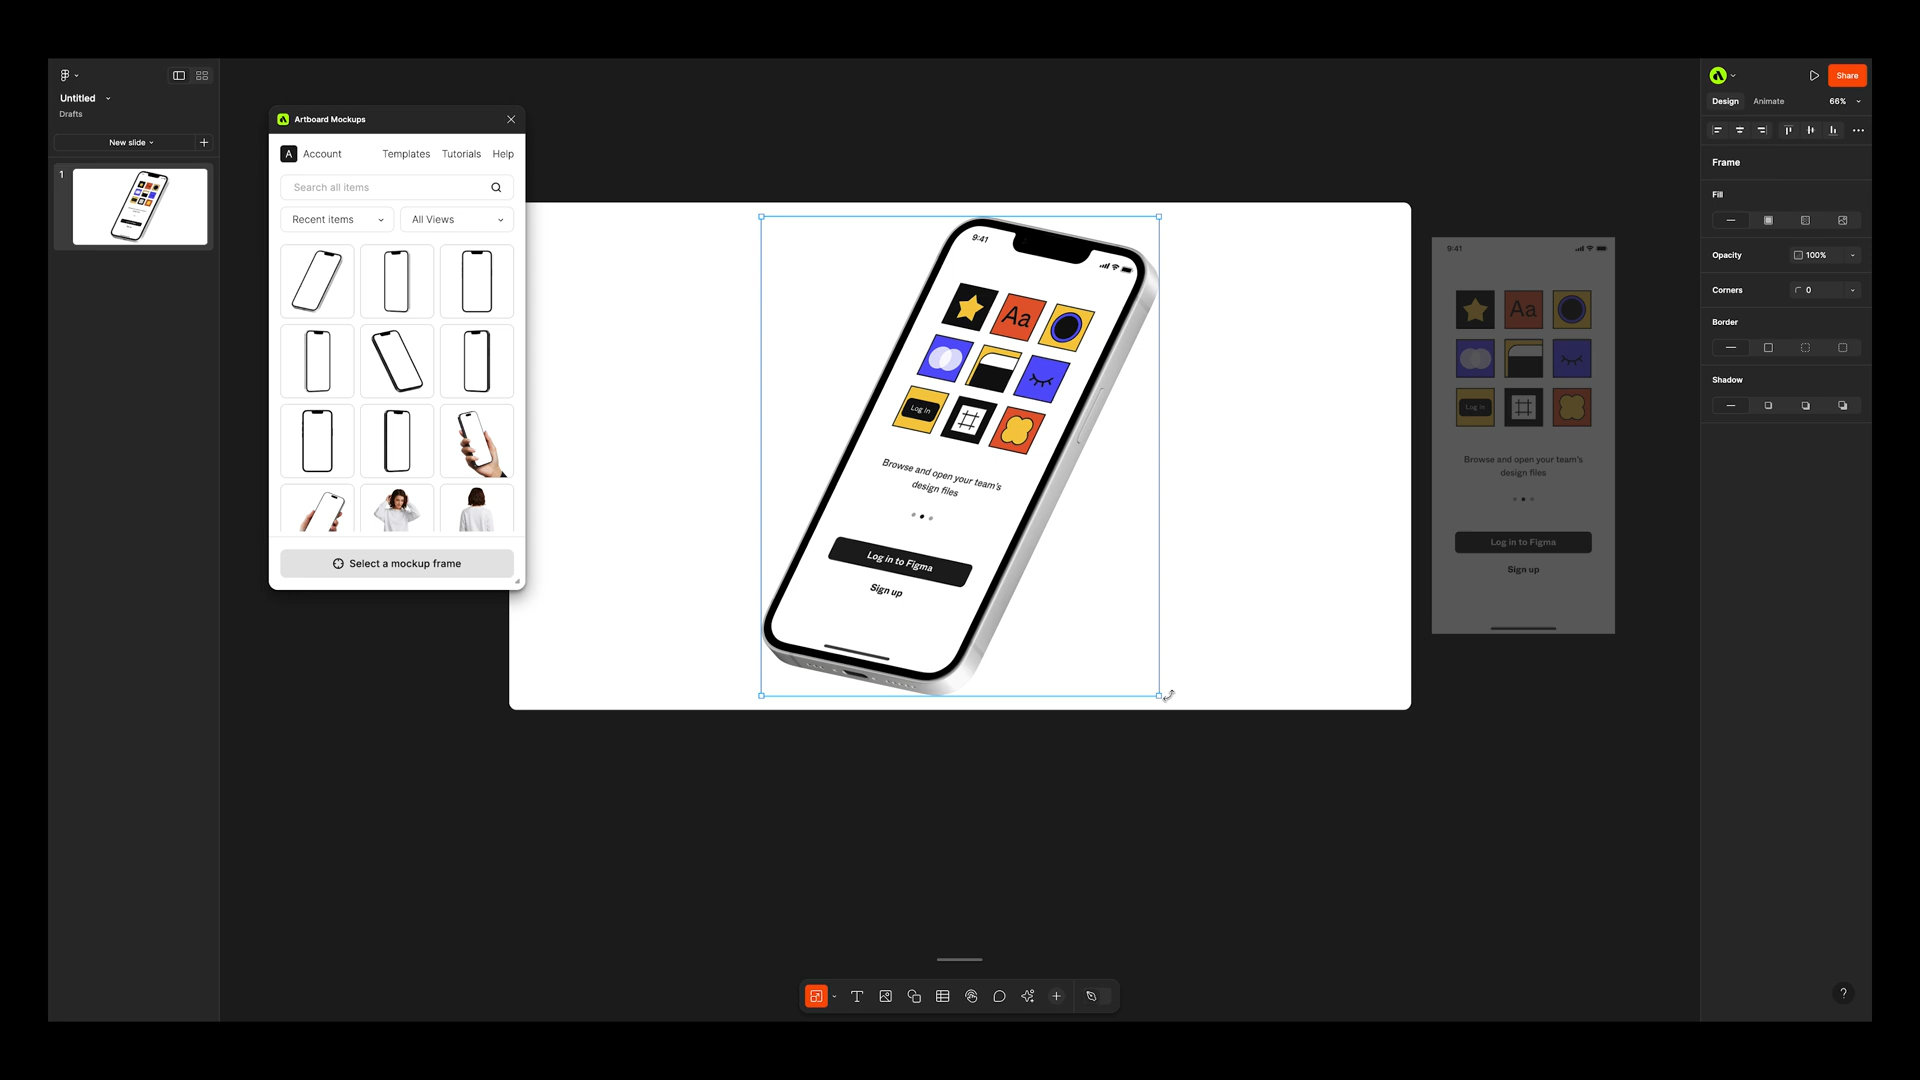 Untitled
Drafts
New slide
1
Artboard Mockups
A Account
Templates
Tutorials
Help
Search all items
Recent items
All Views
Select a mockup frame
9:41
Aa
Log In
Browse and open your team's
design files
Log in to Figma
Sign up
9:41
Aa
Log In
Browse and open your team's
design files
Log in to Figma
Sign up
Share
Design
Animate
66%
Frame
Fill
Opacity
100%
Corners
0
Border
Shadow
?